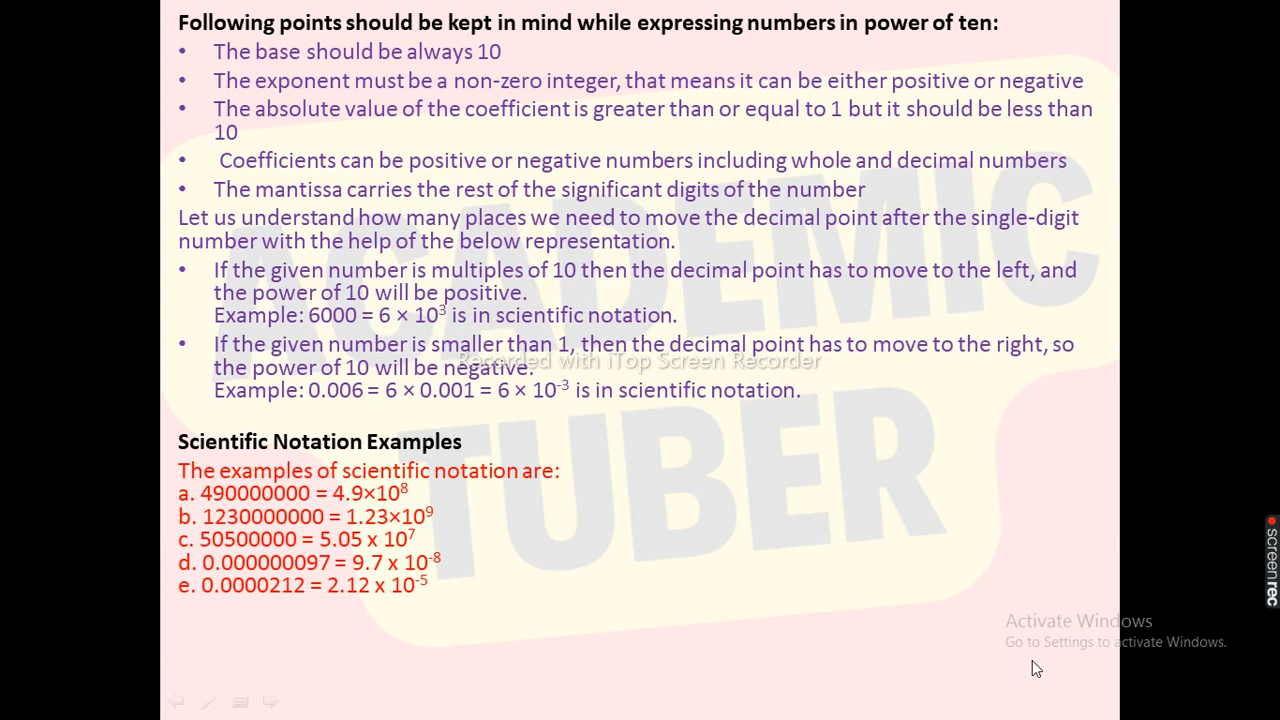 Following points should be kept in mind while expressing numbers in power of ten:
• The base should be always 10
• The exponent must be a non-zero integer, that means it can be either positive or negative
• The absolute value of the coefficient is greater than or equal to 1 but it should be less than
10
• Coefficients can be positive or negative numbers including whole and decimal numbers
• The mantissa carries the rest of the significant digits of the number
Let us understand how many places we need to move the decimal point after the single-digit
number with the help of the below representation.
• If the given number is multiples of 10 then the decimal point has to move to the left, and
the power of 10 will be positive.
Example: 6000 = 6 × 10³ is in scientific notation.
• If the given number is smaller than 1, then the decimal point has to move to the right, so
the power of 10 will be negative.
Example: 0.006 = 6 × 0.001 = 6 × 10⁻³ is in scientific notation.
Scientific Notation Examples
The examples of scientific notation are:
a. 490000000 = 4.9×10⁸
b. 1230000000 = 1.23×10⁹
c. 50500000 = 5.05 x 10⁷
d. 0.000000097 = 9.7 x 10⁻⁸
e. 0.0000212 = 2.12 x 10⁻⁵
ACADEMIC
TUBER
Recorded with iTop Screen Recorder
Activate Windows
Go to Settings to activate Windows.
screenrec